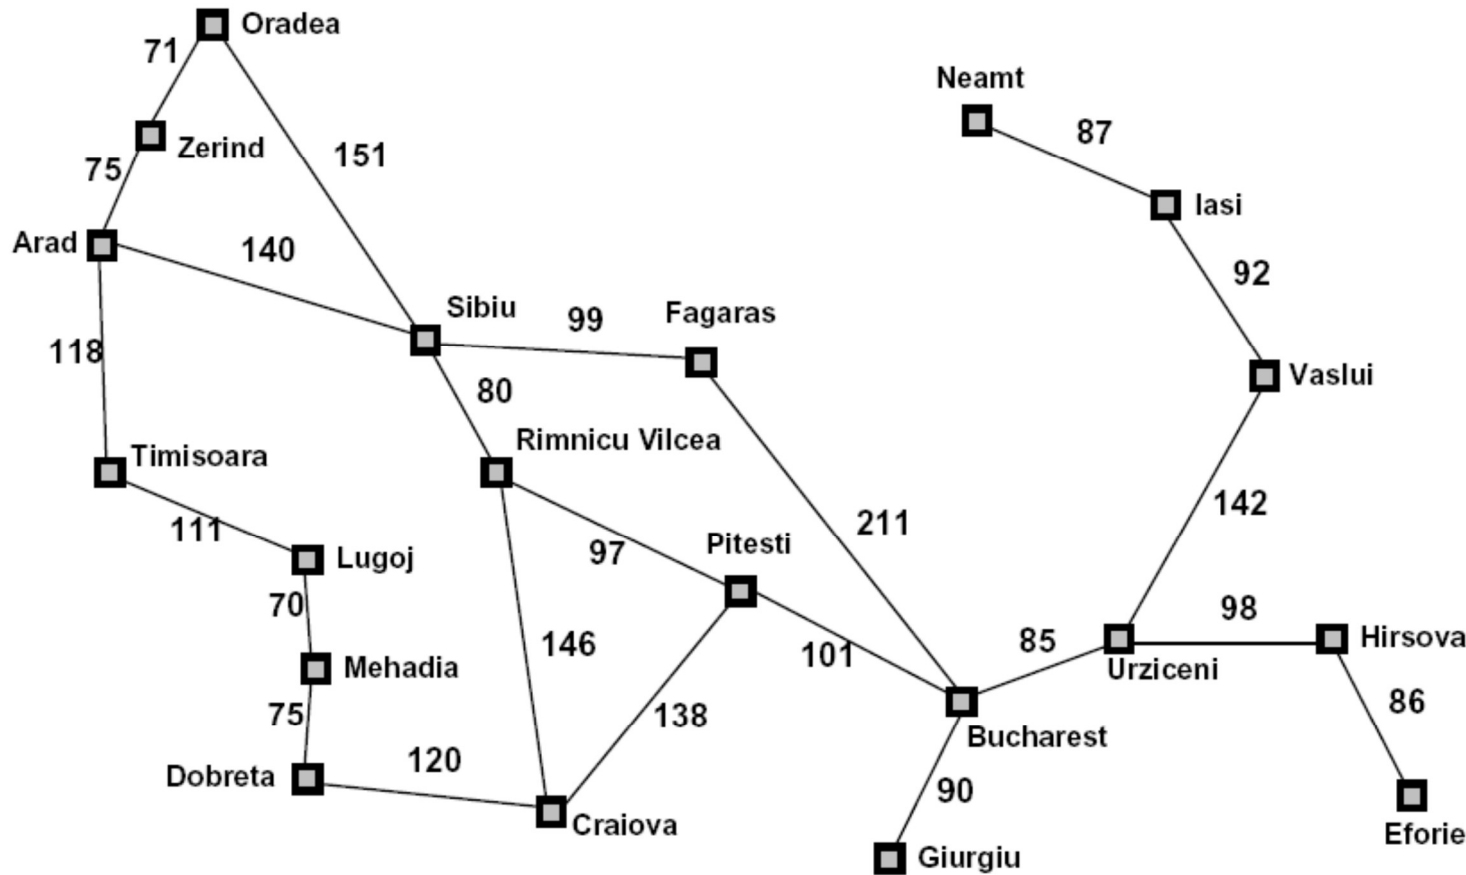 Oradea
71
Neamt
87
Zerind
151
75
Iasi
Arad
140
92
Sibiu
99
Fagaras
118
Vaslui
80
Rimnicu Vilcea
Timisoara
142
211
111
Lugoj
97
Pitesti
70
98
Hirsova
146
101
85
Urziceni
Mehadia
86
75
138
Bucharest
120
Dobreta
90
Craiova
Eforie
Giurgiu